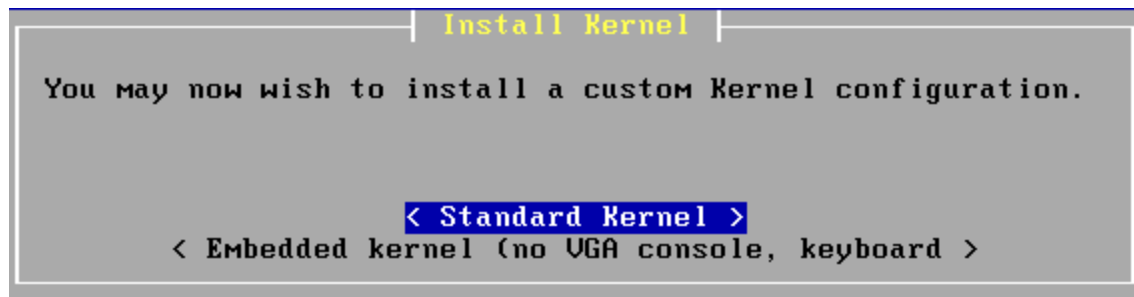 Install Kernel
You may now wish to install a custom Kernel configuration.
< Standard Kernel >
< Embedded kernel (no VGA console, keyboard >